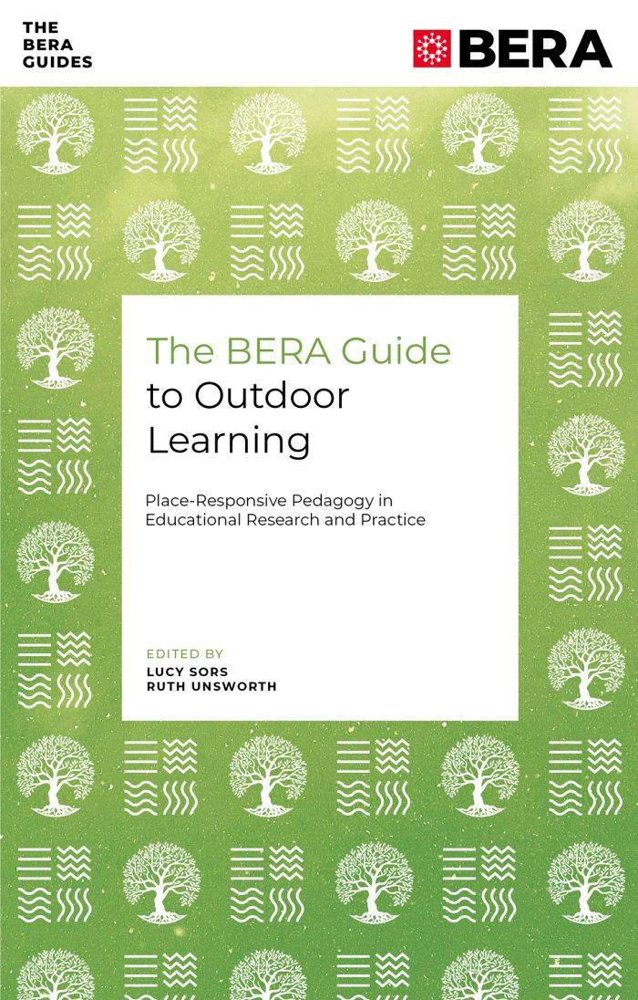 THE
BERA
GUIDES
BERA
The BERA Guide
to Outdoor
Learning
Place-Responsive Pedagogy in
Educational Research and Practice
EDITED BY
LUCY SORS
RUTH UNSWORTH